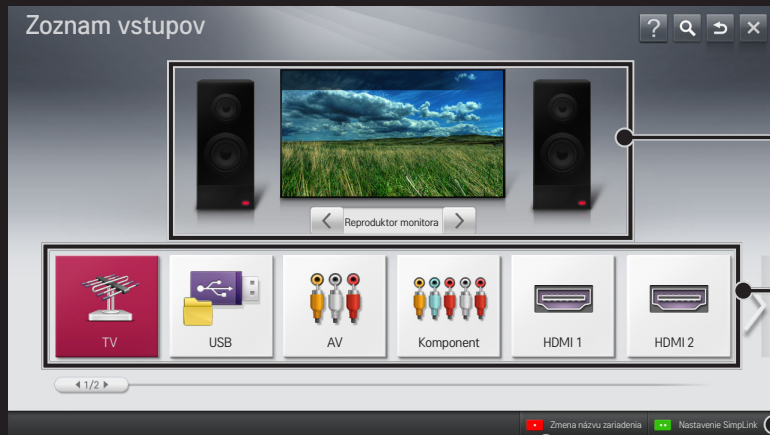 Zoznam vstupov
?
Reproduktor monitora
TV
USB
AV
Komponent
HDMI 1
HDMI 2
1/2
Zmena názvu zariadenia
Nastavenie SimpLink